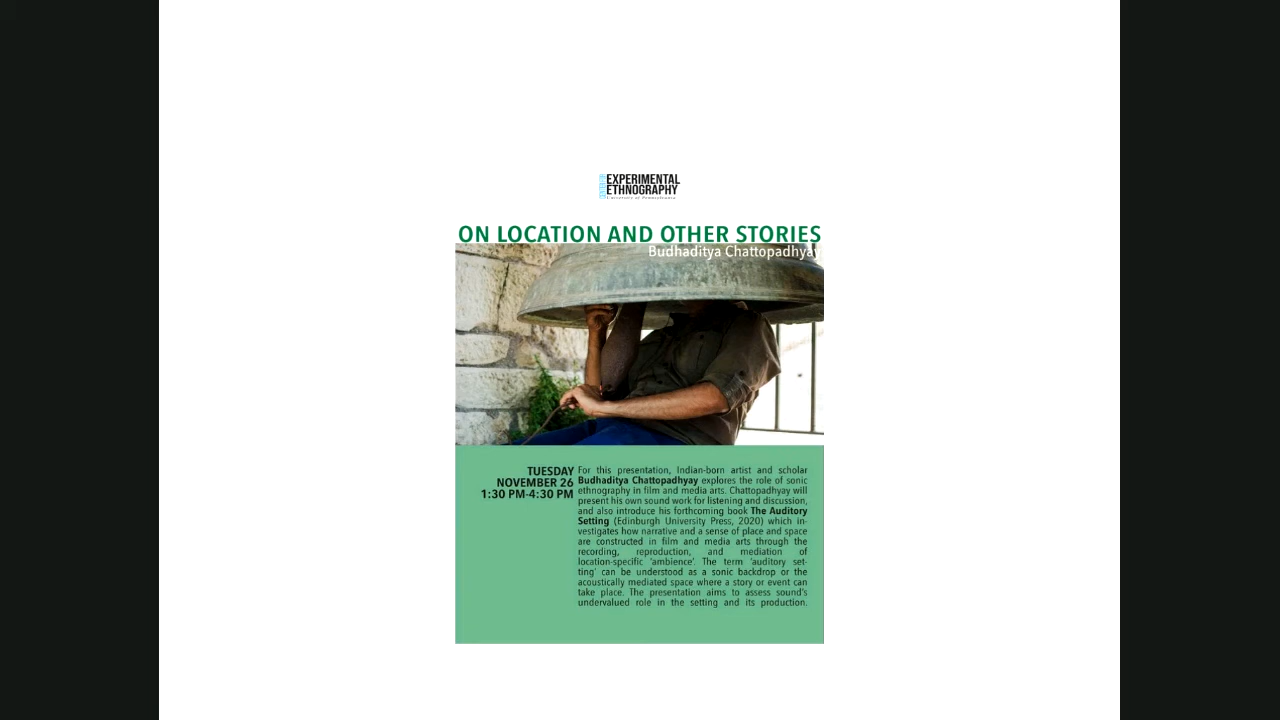 EXPERIMENTAL
ETHNOGRAPHY
University of Pennsylvania
ON LOCATION AND OTHER STORIES
Budhaditya Chattopadhyay
TUESDAY
NOVEMBER 26
1:30 PM-4:30 PM
For this presentation, Indian-born artist and scholar
Budhaditya Chattopadhyay explores the role of sonic
ethnography in film and media arts. Chattopadhyay will
present his own sound work for listening and discussion,
and also introduce his forthcoming book The Auditory
Setting (Edinburgh University Press, 2020) which in-
vestigates how narrative and a sense of place and space
are constructed in film and media arts through the
recording, reproduction, and mediation of
location-specific 'ambience'. The term 'auditory set-
ting' can be understood as a sonic backdrop or the
acoustically mediated space where a story or event can
take place. The presentation aims to assess sound's
undervalued role in the setting and its production.